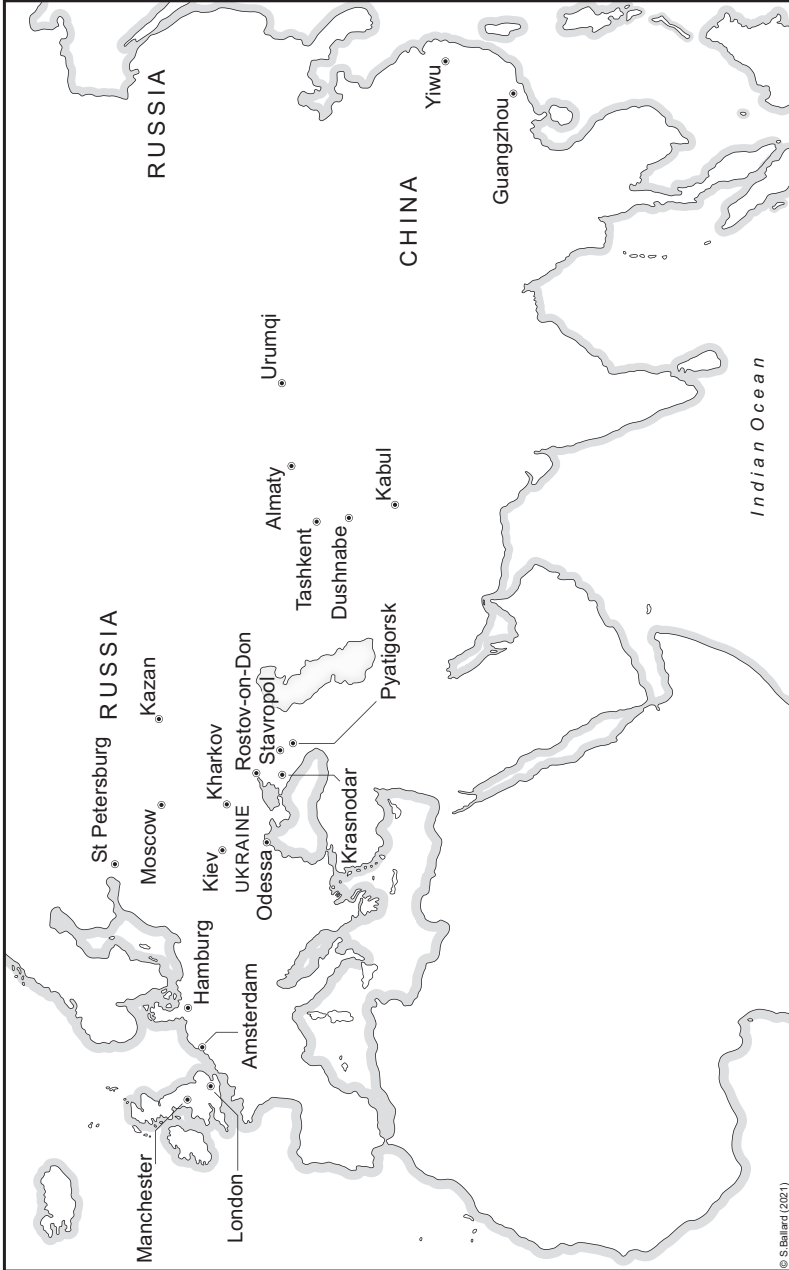 RUSSIA
St Petersburg
RUSSIA
Moscow
Kazan
Manchester
Hamburg
Kiev
Kharkov
London
Amsterdam
UKRAINE
Rostov-on-Don
Odessa
Stavropol
Almaty
Urumqi
Tashkent
Krasnodar
Dushnabe
Pyatigorsk
Kabul
CHINA
Yiwu
Guangzhou
Indian Ocean
© S.Ballard (2021)